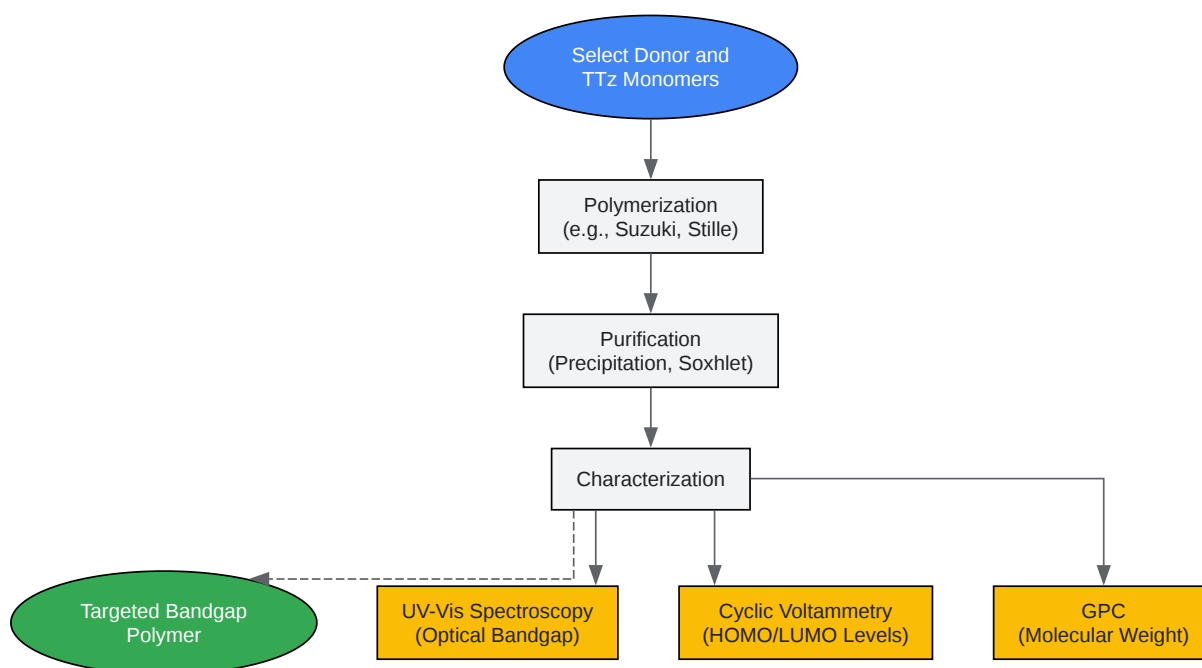 Select Donor and
TTz Monomers
Polymerization
(e.g., Suzuki, Stille)
Purification
(Precipitation, Soxhlet)
Characterization
Targeted Bandgap
Polymer
UV-Vis Spectroscopy
(Optical Bandgap)
Cyclic Voltammetry
(HOMO/LUMO Levels)
GPC
(Molecular Weight)